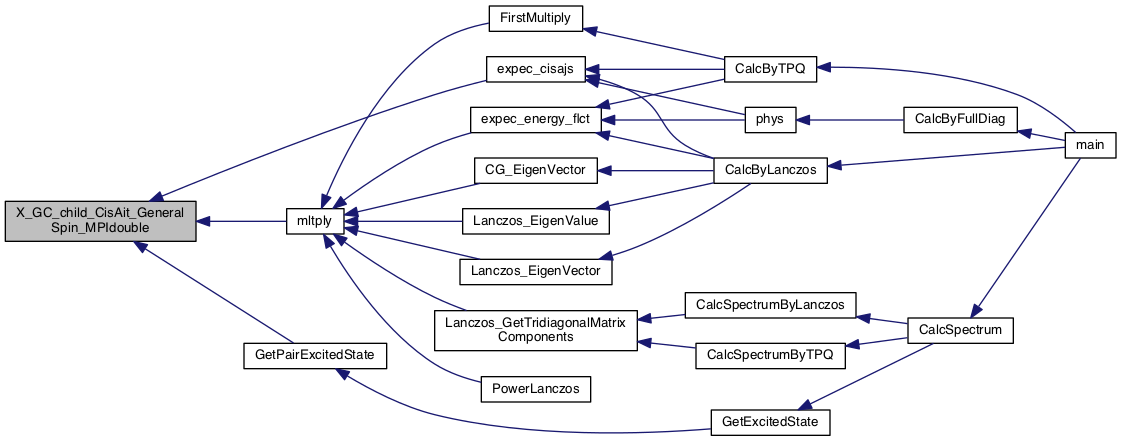 FirstMultiply
expec_cisajs
CalcByTPQ
expec_energy_flct
phys
CalcByFullDiag
main
CG_EigenVector
CalcByLanczos
X_GC_child_CisAit_General
Spin_MPIdouble
mltply
Lanczos_EigenValue
Lanczos_EigenVector
CalcSpectrumByLanczos
Lanczos_GetTridiagonalMatrix
Components
CalcSpectrum
GetPairExcitedState
CalcSpectrumByTPQ
PowerLanczos
GetExcitedState